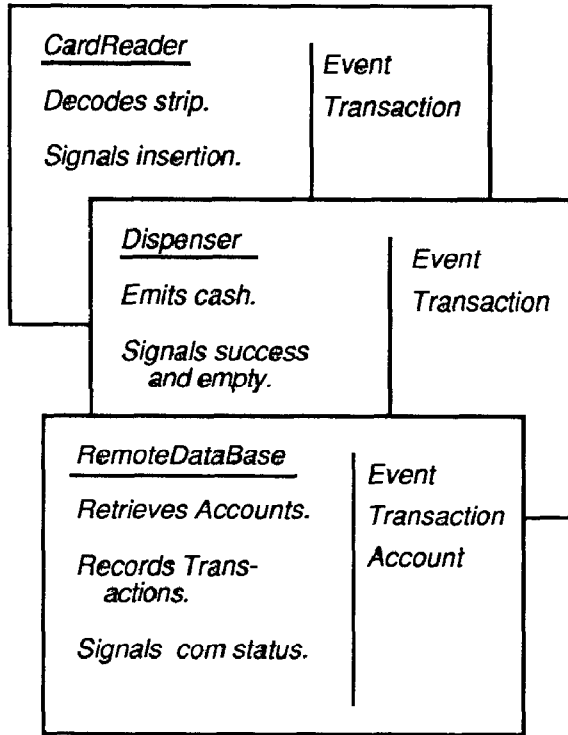 CardReader
Decodes strip.
Signals insertion.
Event
Transaction
Dispenser
Emits cash.
Signals success
and empty.
Event
Transaction
RemoteDataBase
Retrieves Accounts.
Records Trans-
actions.
Signals com status.
Event
Transaction
Account